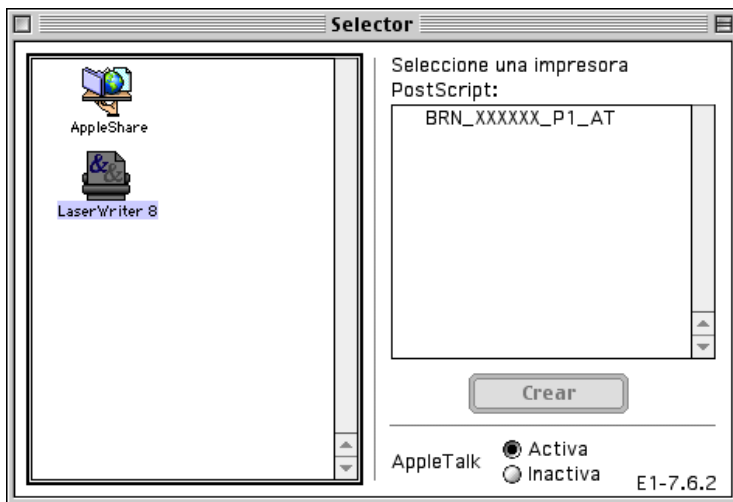 Selector
AppleShare
LaserWriter 8
Seleccione una impresora
PostScript:
BRN_XXXXXX_P1_AT
Crear
AppleTalk
Activa
Inactiva
E1-7.6.2